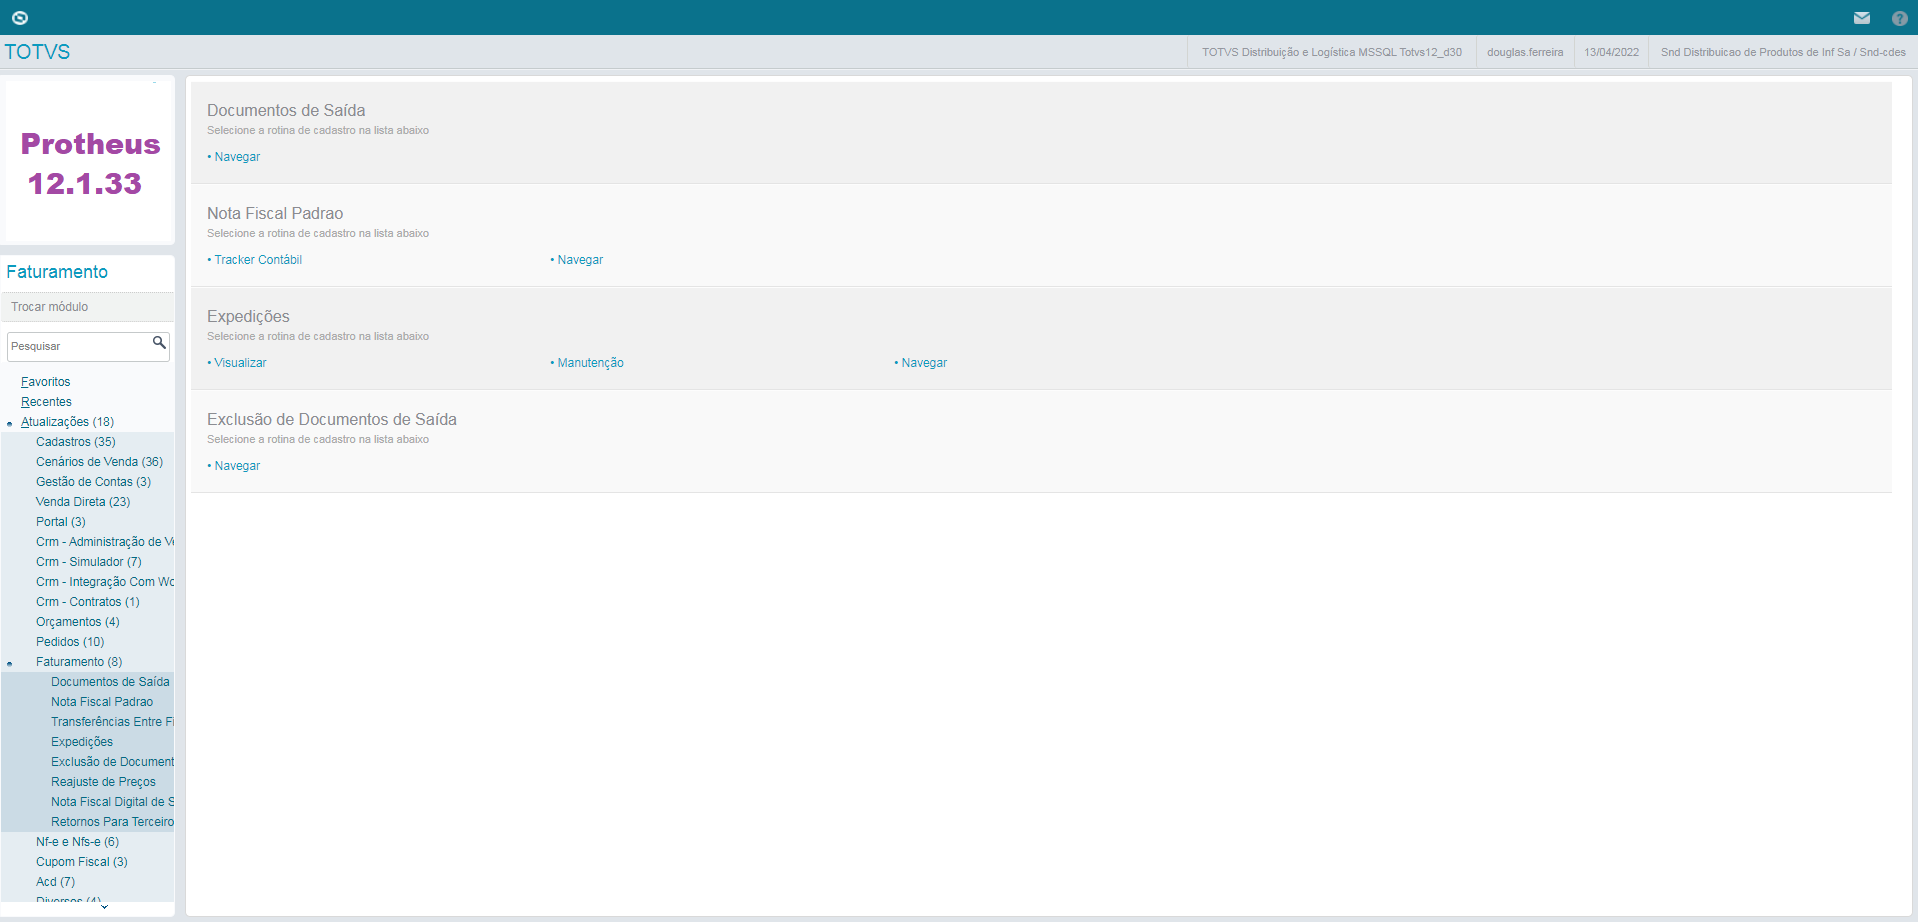 TOTVS
TOTVS Distribuição e Logística MSSQL Totvs12_d30
douglas.ferreira
13/04/2022
Snd Distribuicao de Produtos de Inf Sa / Snd-cdes
Protheus
12.1.33
Faturamento
Trocar módulo
Pesquisar
Favoritos
Recentes
Atualizações (18)
Cadastros (35)
Cenários de Venda (36)
Gestão de Contas (3)
Venda Direta (23)
Portal (3)
Crm - Administração de Ve
Crm - Simulador (7)
Crm - Integração Com Wo
Crm - Contratos (1)
Orçamentos (4)
Pedidos (10)
Faturamento (8)
Documentos de Saída
Nota Fiscal Padrao
Transferências Entre Fi
Expedições
Exclusão de Document
Reajuste de Preços
Nota Fiscal Digital de S
Retornos Para Terceiro
Nf-e e Nfs-e (6)
Cupom Fiscal (3)
Acd (7)
Diversos (4)
Documentos de Saída
Selecione a rotina de cadastro na lista abaixo
• Navegar
Nota Fiscal Padrao
Selecione a rotina de cadastro na lista abaixo
• Tracker Contábil • Navegar
Expedições
Selecione a rotina de cadastro na lista abaixo
• Visualizar • Manutenção • Navegar
Exclusão de Documentos de Saída
Selecione a rotina de cadastro na lista abaixo
• Navegar